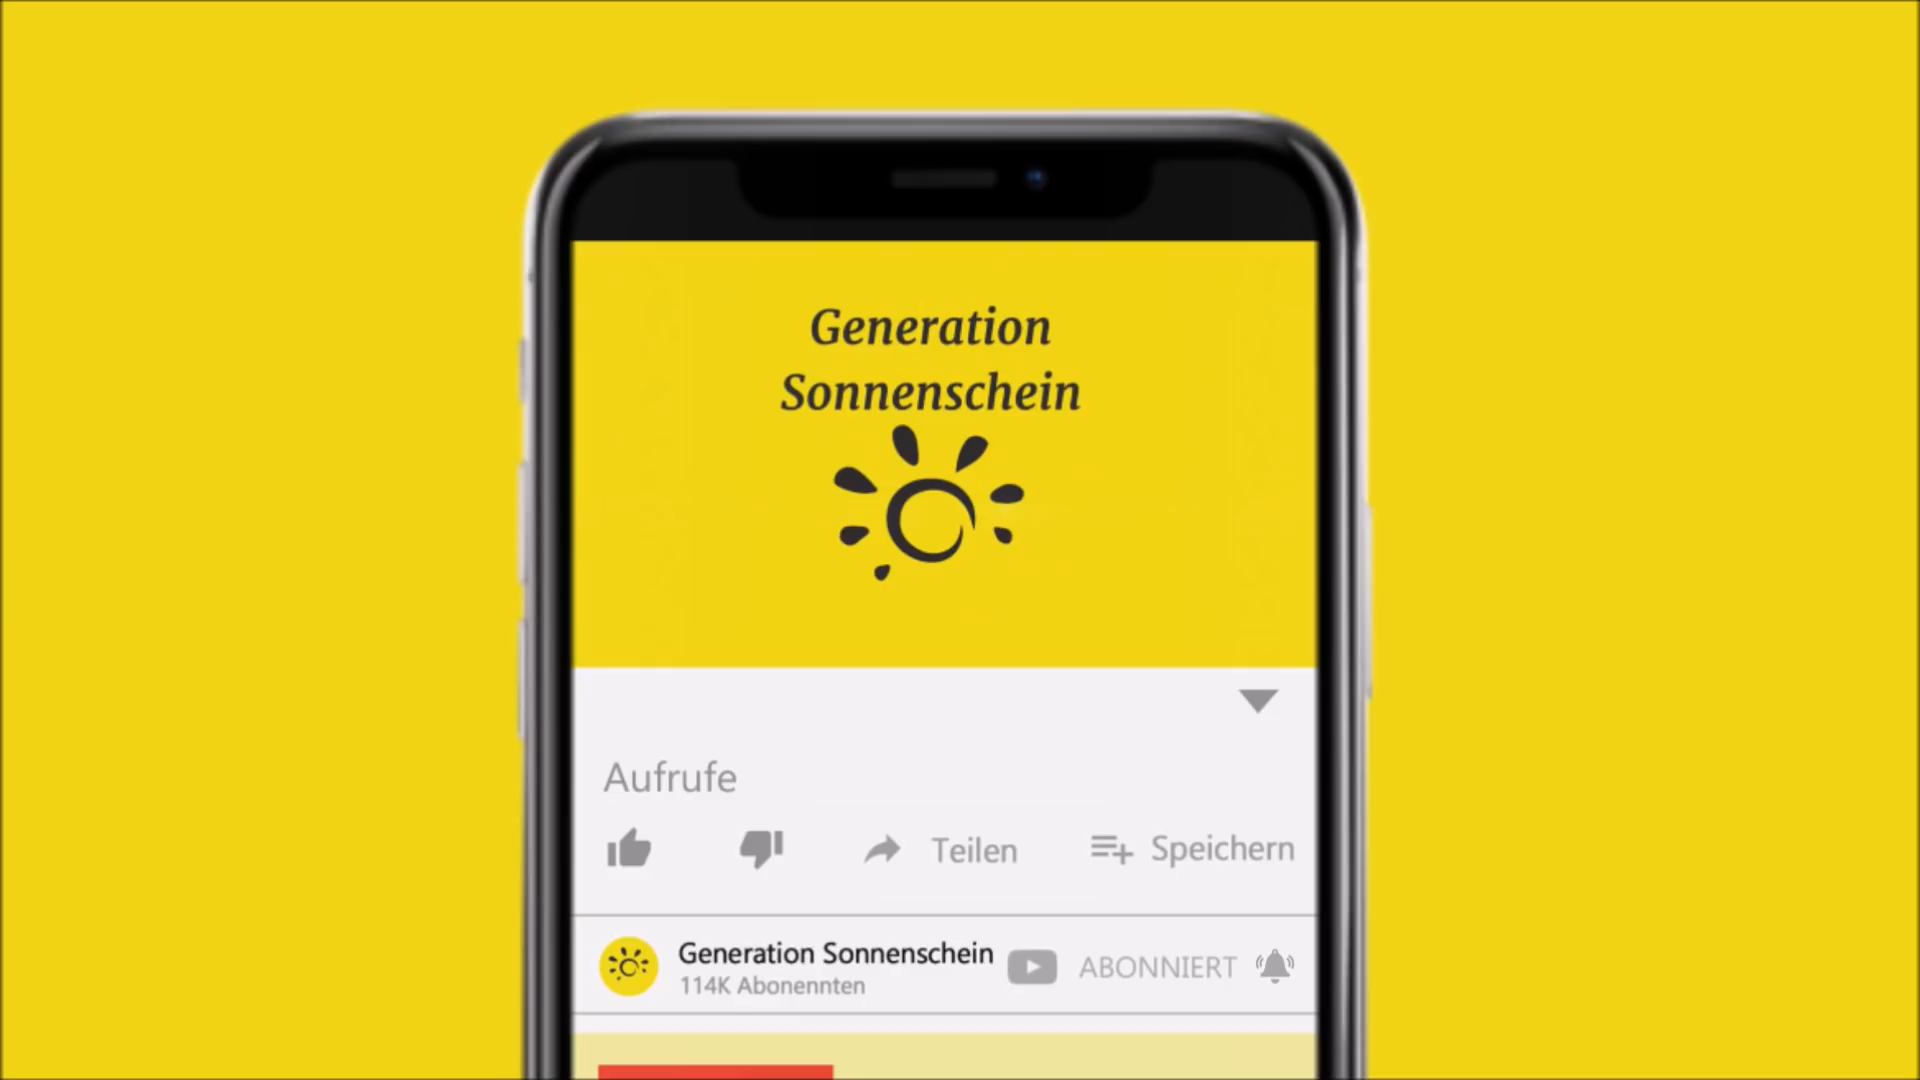 Generation
Sonnenschein
Aufrufe
Teilen
Speichern
Generation Sonnenschein
114K Abonennten
ABONNIERT